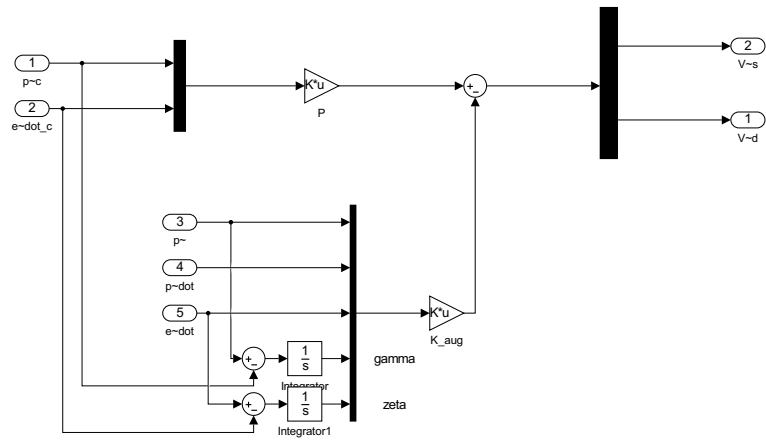 1
p~c
2
e~dot_c
K*u
P
+
−
2
V~s
1
V~d
3
p~
4
p~dot
5
e~dot
K*u
K_aug
+
−
1
s
Integrator
gamma
+
−
1
s
Integrator1
zeta